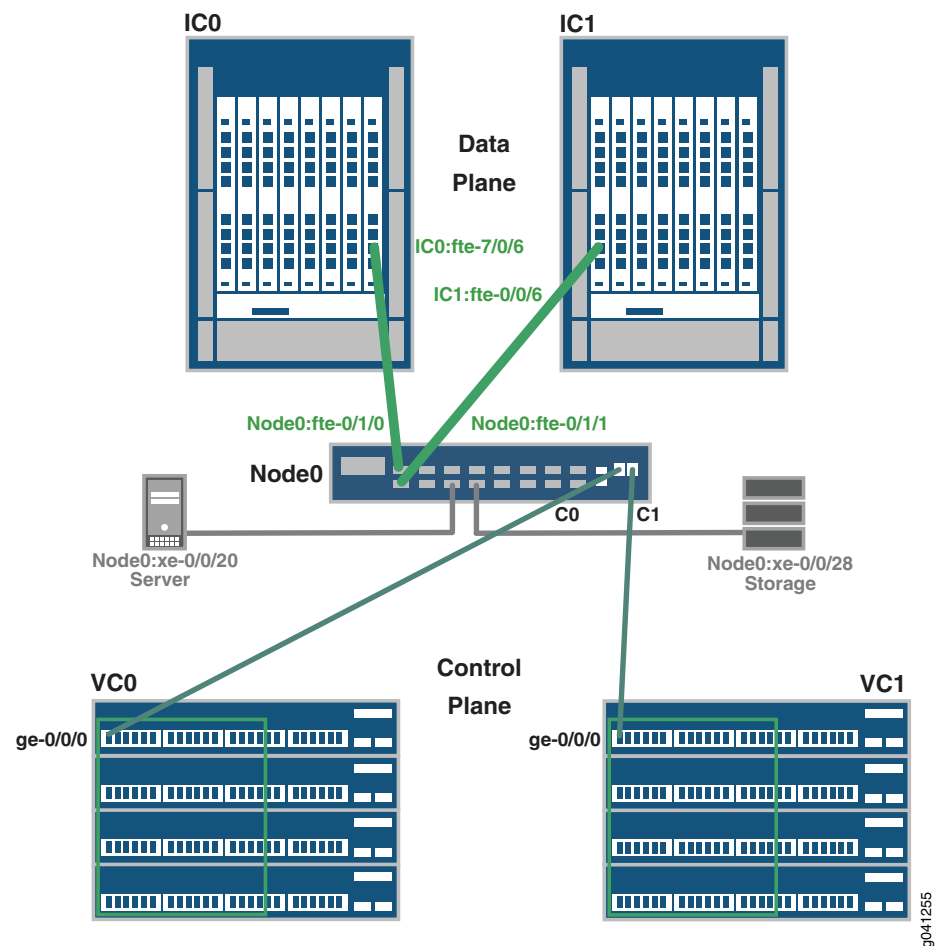 IC0
IC1
Data
Plane
IC0:fte-7/0/6
IC1:fte-0/0/6
Node0:fte-0/1/0
Node0:fte-0/1/1
Node0
C0
C1
Node0:xe-0/0/20
Server
Node0:xe-0/0/28
Storage
Control
Plane
VC0
VC1
ge-0/0/0
ge-0/0/0
g041255